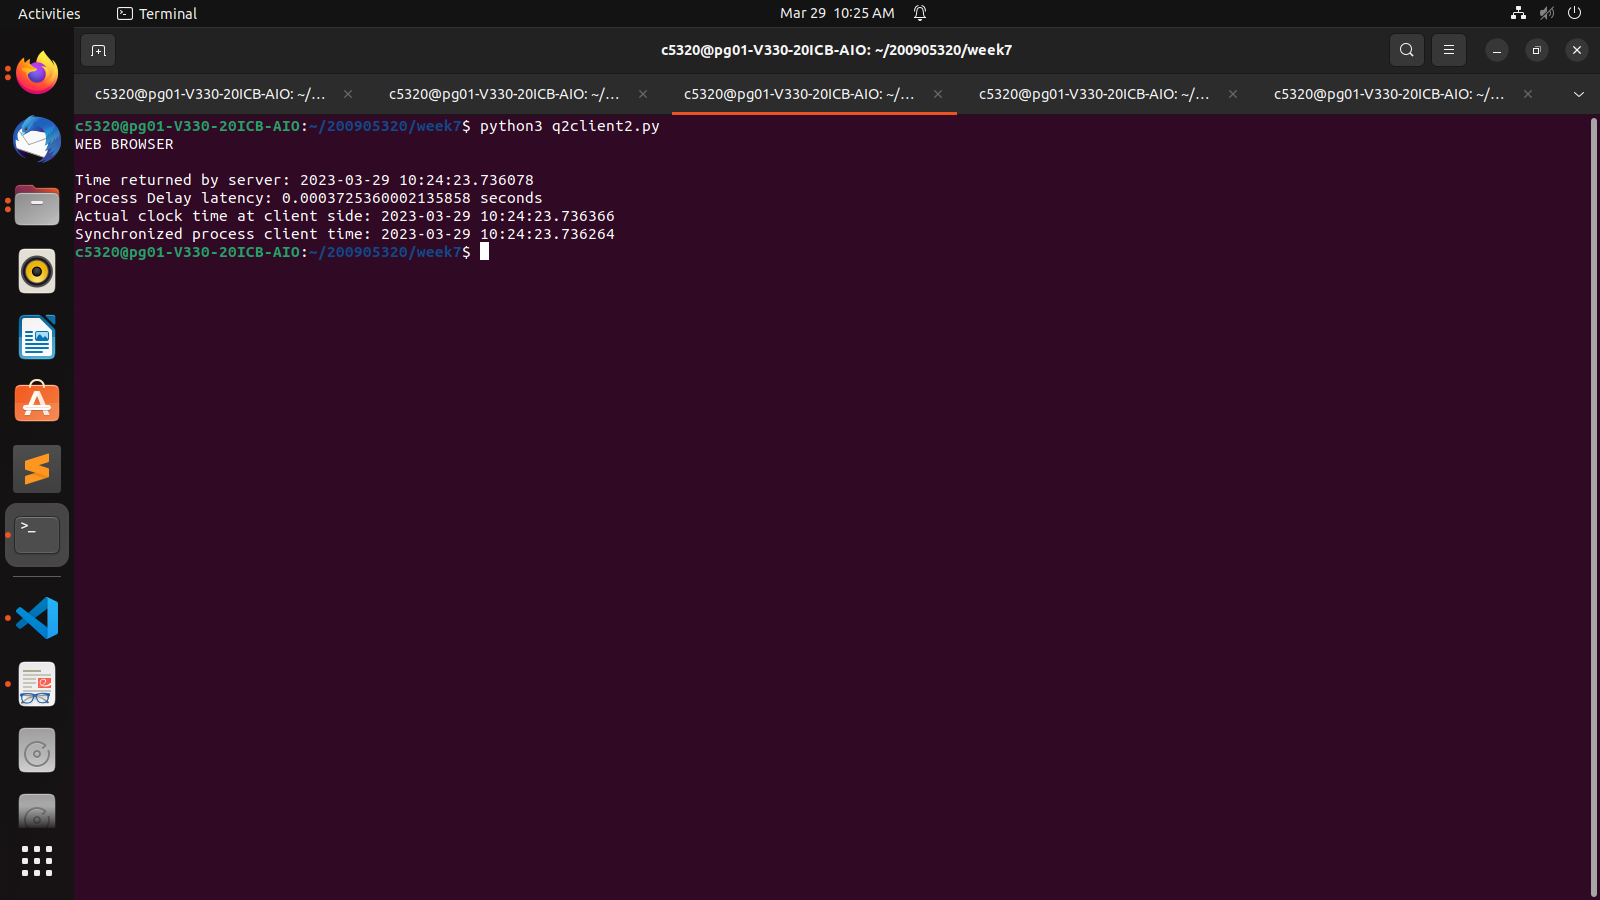 Activities
Terminal
Mar 29 10:25 AM
c5320@pg01-V330-20ICB-AIO: ~/200905320/week7
c5320@pg01-V330-20ICB-AIO: ~/...
c5320@pg01-V330-20ICB-AIO: ~/...
c5320@pg01-V330-20ICB-AIO: ~/...
c5320@pg01-V330-20ICB-AIO: ~/...
c5320@pg01-V330-20ICB-AIO: ~/...
c5320@pg01-V330-20ICB-AIO:~/200905320/week7$ python3 q2client2.py
WEB BROWSER
Time returned by server: 2023-03-29 10:24:23.736078
Process Delay latency: 0.0003725360002135858 seconds
Actual clock time at client side: 2023-03-29 10:24:23.736366
Synchronized process client time: 2023-03-29 10:24:23.736264
c5320@pg01-V330-20ICB-AIO:~/200905320/week7$